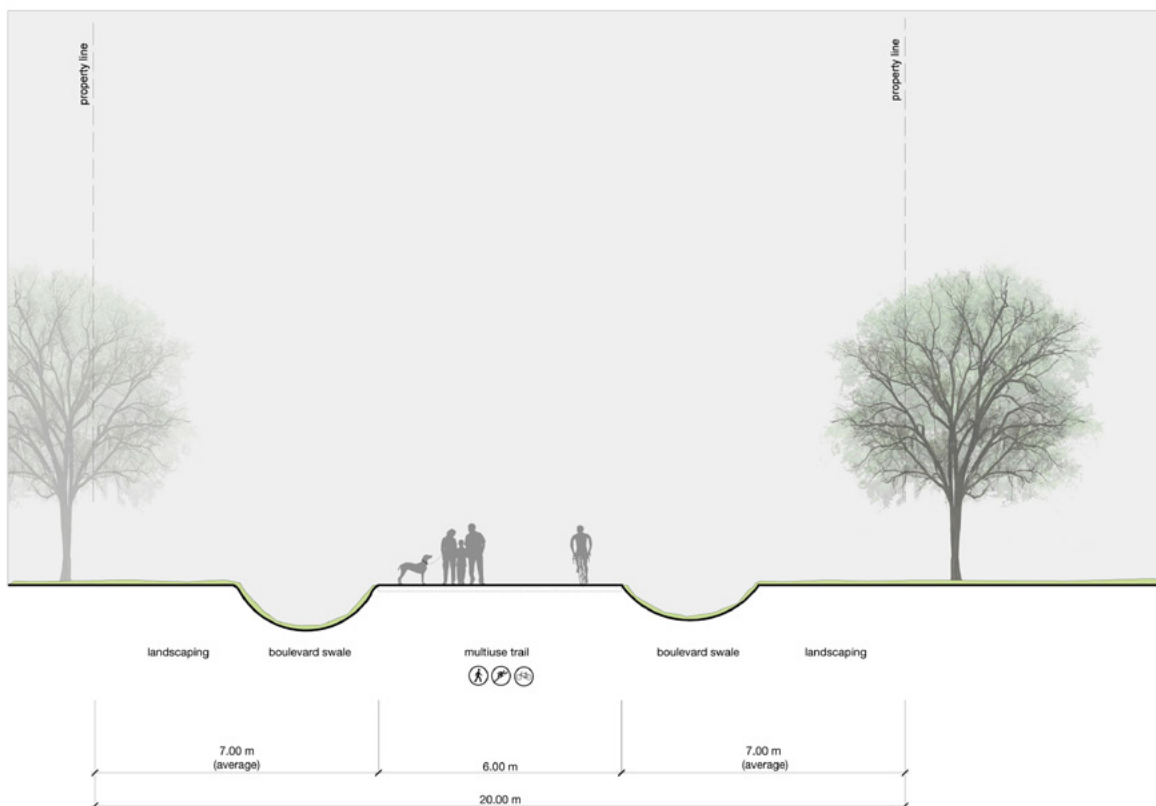 property line
property line
landscaping
boulevard swale
multiuse trail
boulevard swale
landscaping
7.00 m
(average)
6.00 m
7.00 m
(average)
20.00 m